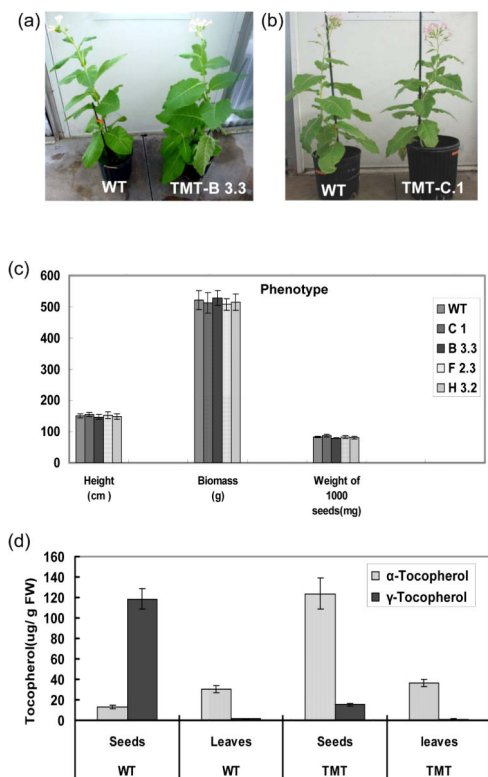 (a)
(b)
WT
TMT-B 3.3
WT
TMT-C.1
(c)
Phenotype
600
500
400
300
200
100
0
WT
C 1
B 3.3
F 2.3
H 3.2
Height
(cm )
Biomass
(g)
Weight of
1000
seeds(mg)
(d)
Tocopherol(ug/ g FW)
160
140
120
100
80
60
40
20
0
α-Tocopherol
γ-Tocopherol
Seeds
Leaves
Seeds
leaves
WT
WT
TMT
TMT